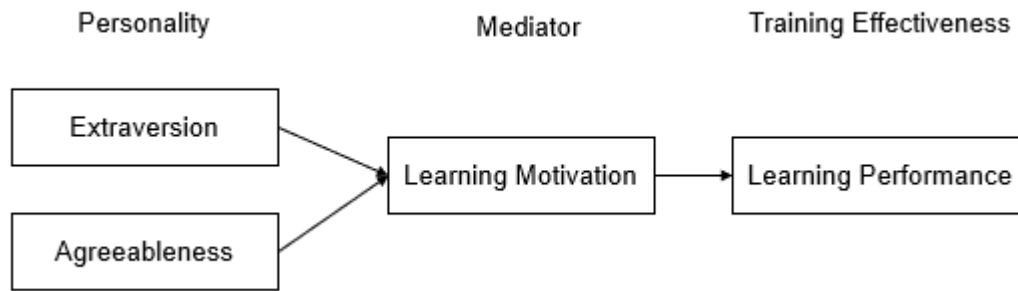 Personality
Mediator
Training Effectiveness
Extraversion
Learning Motivation
Learning Performance
Agreeableness